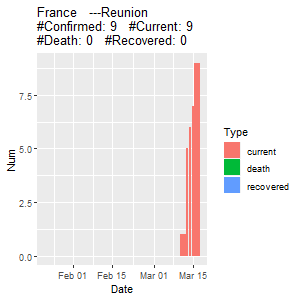 France   ---Reunion
#Confirmed: 9   #Current: 9
#Death: 0   #Recovered: 0
Num
7.5
5.0
2.5
0.0
Feb 01
Feb 15
Mar 01
Mar 15
Date
Type
current
death
recovered